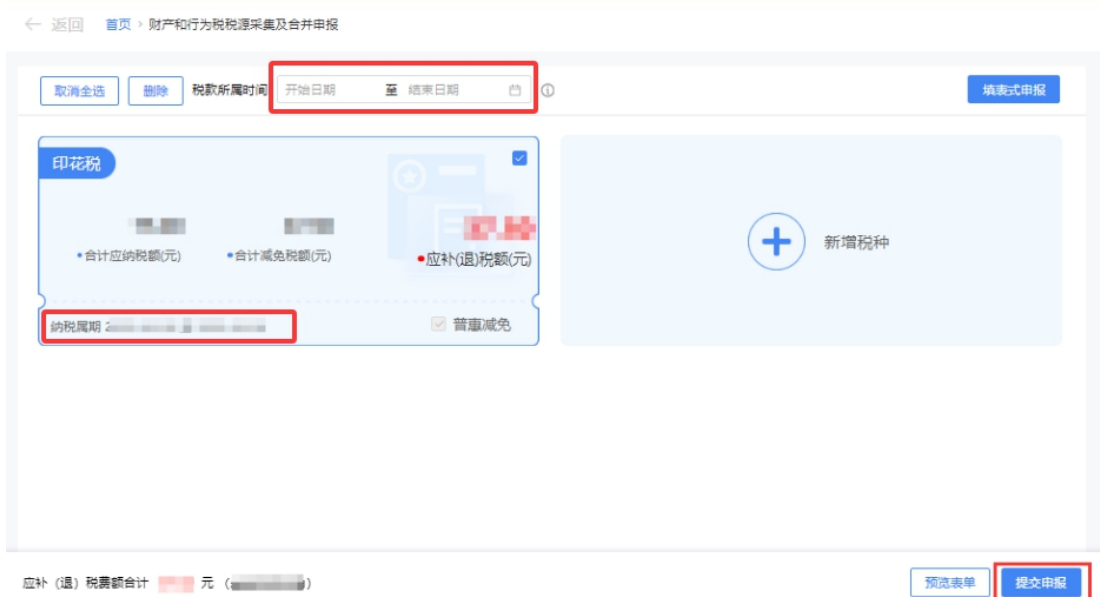 ← 返回 首页 › 财产和行为税税源采集及合并申报
取消全选 删除 税款所属时间 开始日期 至 结束日期 填表式申报
印花税
•合计应纳税额(元) •合计减免税额(元) •应补(退)税额(元)
新增税种
纳税属期 2 至 普惠减免
应补（退）税费额合计 元（ ） 预览表单 提交申报